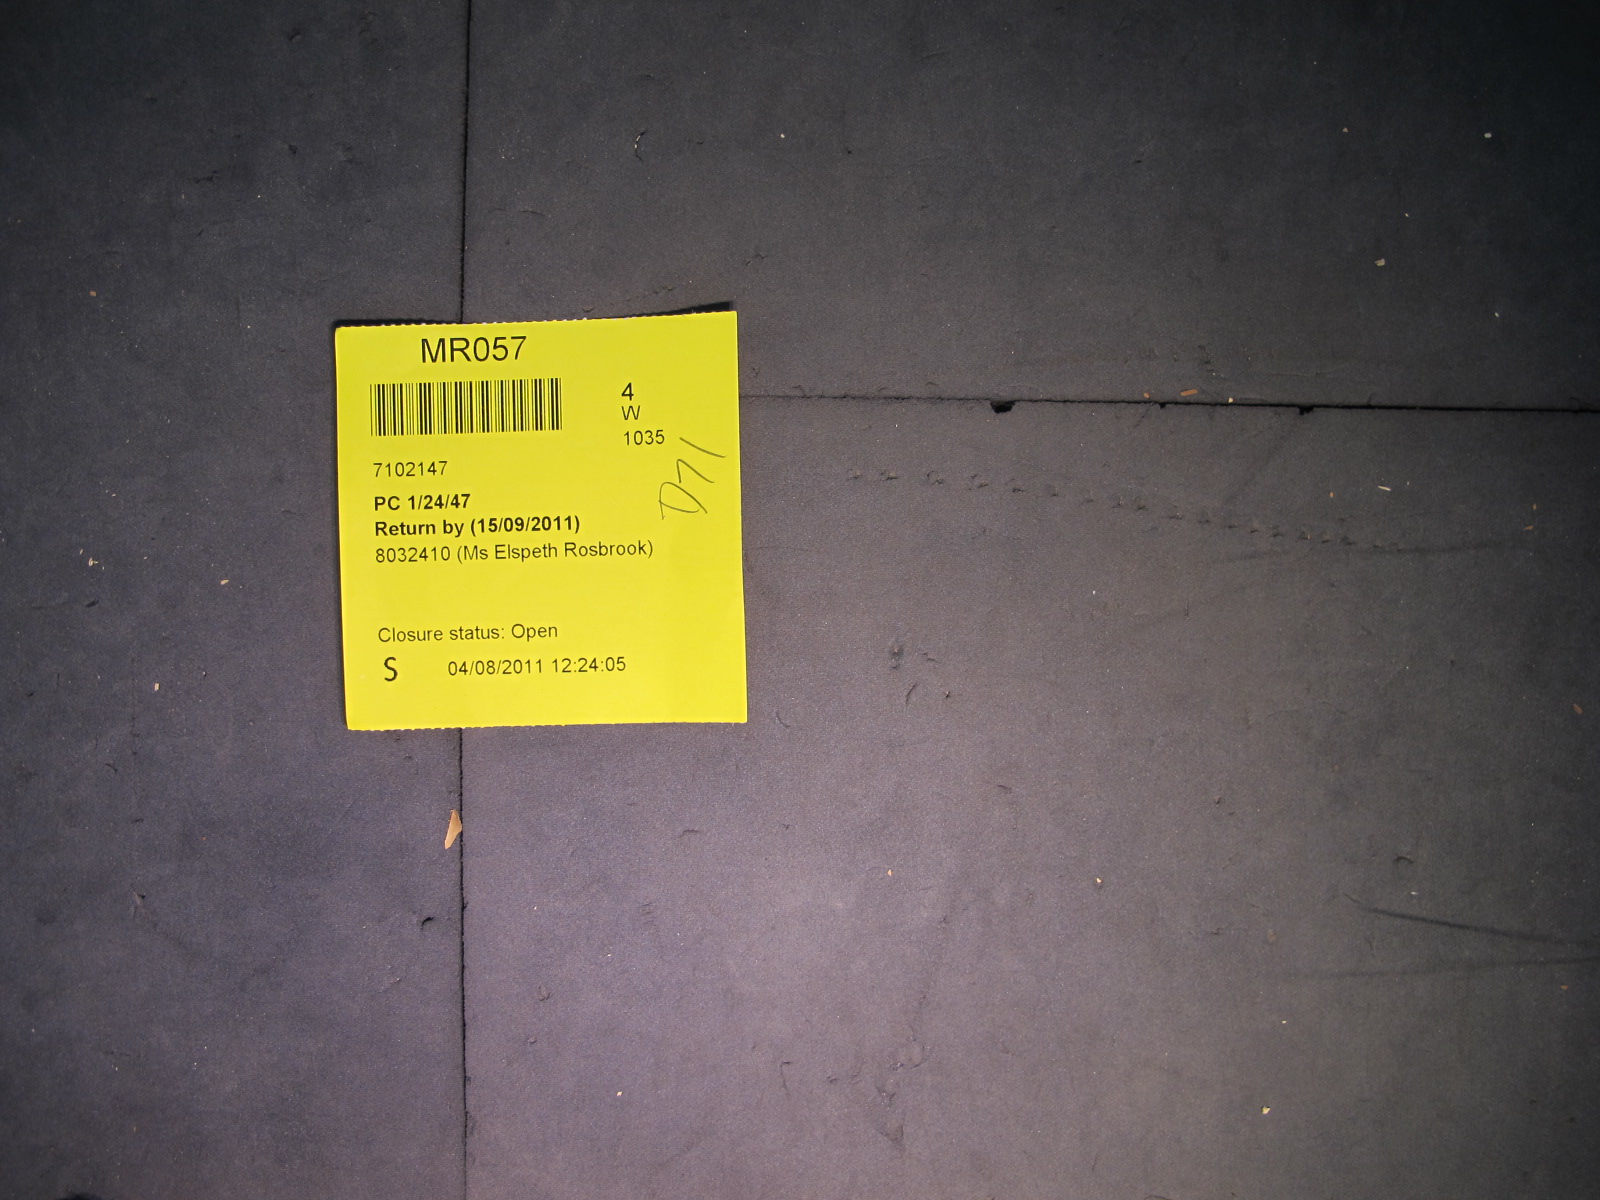 MR057
4
W
1035
7102147
D71
PC 1/24/47
Return by (15/09/2011)
8032410 (Ms Elspeth Rosbrook)
Closure status: Open
S 04/08/2011 12:24:05